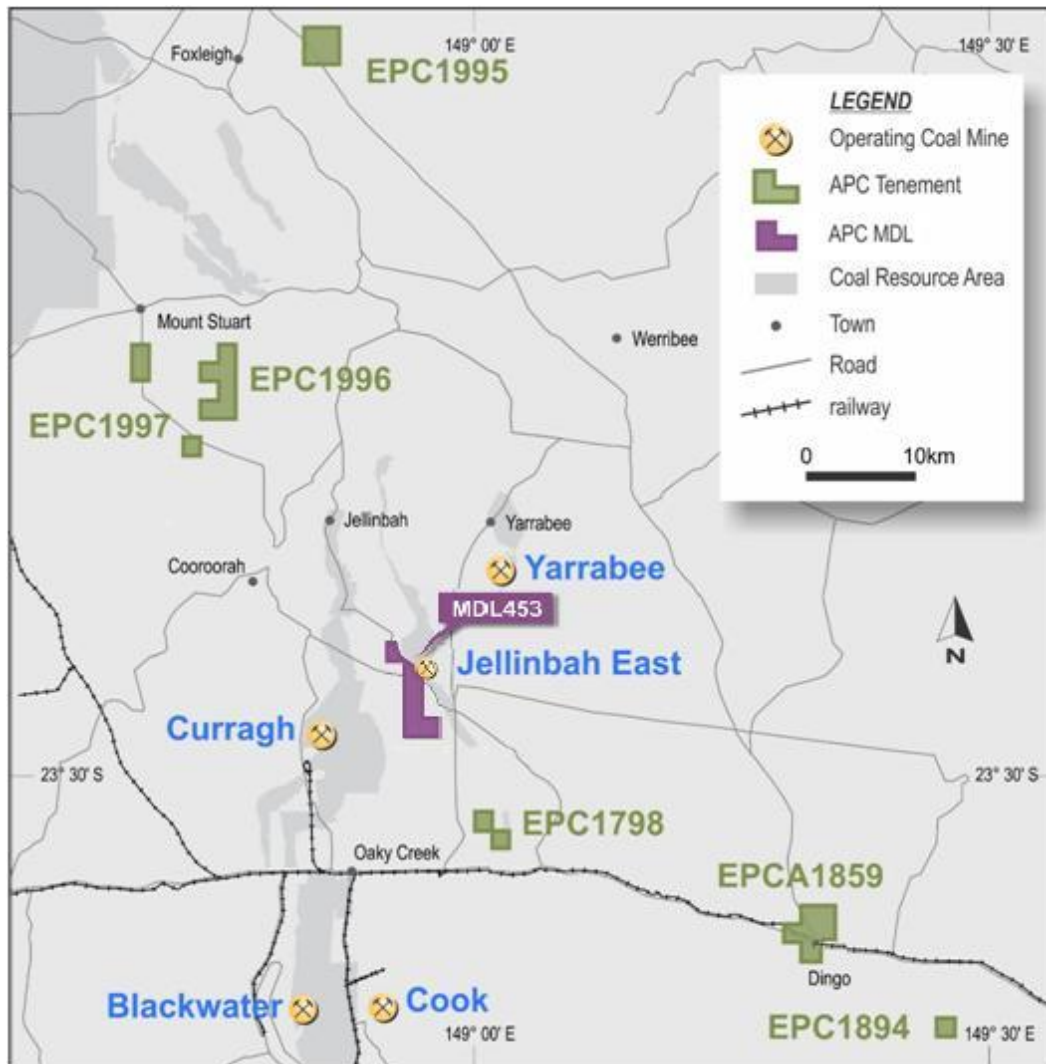 149° 00' E
149° 30' E
Foxleigh
EPC1995
LEGEND
Operating Coal Mine
APC Tenement
APC MDL
Coal Resource Area
Town
Road
railway
0 10km
Mount Stuart
Werribee
EPC1996
EPC1997
Jellinbah
Yarrabee
Cooroorah
Yarrabee
MDL453
Jellinbah East
N
Curragh
23° 30' S
23° 30' S
EPC1798
Oaky Creek
EPCA1859
Dingo
Blackwater
Cook
EPC1894
149° 00' E
149° 30' E